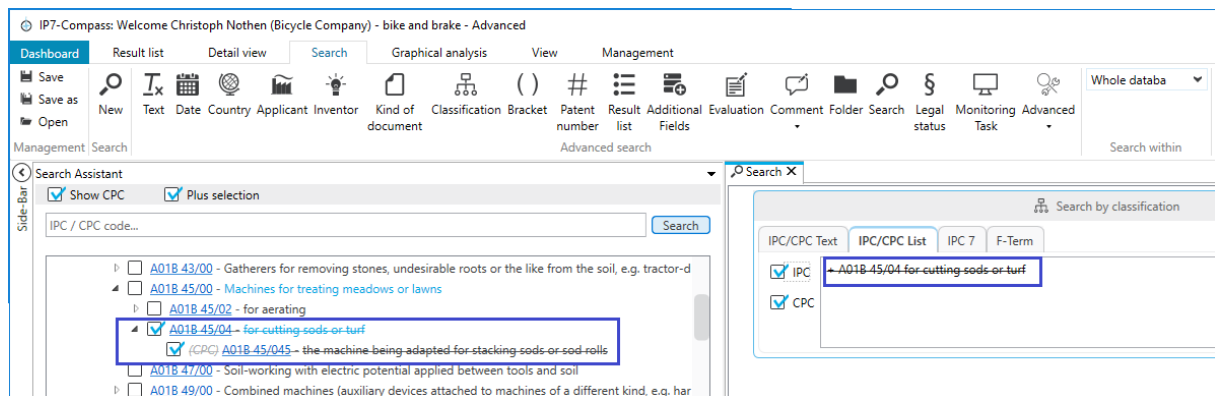 IP7-Compass: Welcome Christoph Nothen (Bicycle Company) - bike and brake - Advanced
Dashboard Result list Detail view Search Graphical analysis View Management
Save
Save as
Open
New Text Date Country Applicant Inventor Kind of document Classification Bracket Patent number Result list Additional Fields Evaluation Comment Folder Search Legal status Monitoring Task Advanced
Whole databa
Management Search Advanced search Search within
Side-Bar
Search Assistant
Show CPC Plus selection
IPC / CPC code... Search
A01B 43/00 - Gatherers for removing stones, undesirable roots or the like from the soil, e.g. tractor-d
A01B 45/00 - Machines for treating meadows or lawns
A01B 45/02 - for aerating
A01B 45/04 - for cutting sods or turf
(CPC) A01B 45/045 - the machine being adapted for stacking sods or sod rolls
A01B 47/00 - Soil-working with electric potential applied between tools and soil
A01B 49/00 - Combined machines (auxiliary devices attached to machines of a different kind, e.g. har
Search X
Search by classification
IPC/CPC Text IPC/CPC List IPC 7 F-Term
IPC + A01B 45/04 for cutting sods or turf
CPC